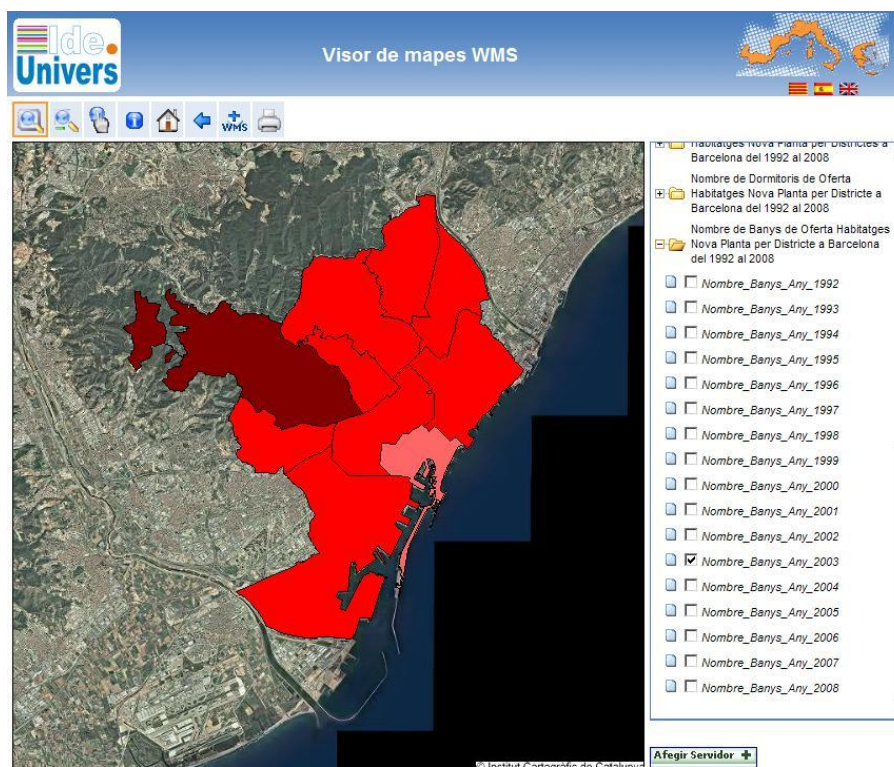 Ide.
Univers
Visor de mapes WMS
WMS
Habitatges Nova Planta per Districtes a
Barcelona del 1992 al 2008
Nombre de Dormitoris de Oferta
Habitatges Nova Planta per Districte a
Barcelona del 1992 al 2008
Nombre de Banys de Oferta Habitatges
Nova Planta per Districte a Barcelona
del 1992 al 2008
Nombre_Banys_Any_1992
Nombre_Banys_Any_1993
Nombre_Banys_Any_1994
Nombre_Banys_Any_1995
Nombre_Banys_Any_1996
Nombre_Banys_Any_1997
Nombre_Banys_Any_1998
Nombre_Banys_Any_1999
Nombre_Banys_Any_2000
Nombre_Banys_Any_2001
Nombre_Banys_Any_2002
Nombre_Banys_Any_2003
Nombre_Banys_Any_2004
Nombre_Banys_Any_2005
Nombre_Banys_Any_2006
Nombre_Banys_Any_2007
Nombre_Banys_Any_2008
© Institut Cartogràfic de Catalunya
Afegir Servidor +